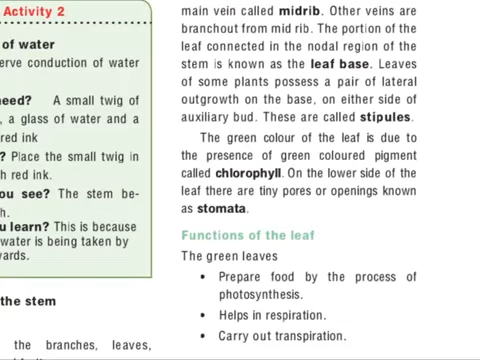 Activity 2
of water
erve conduction of water
need? A small twig of
, a glass of water and a
red ink
? Place the small twig in
h red ink.
ou see? The stem be-
h.
u learn? This is because
water is being taken by
wards.
the stem
the branches, leaves,
main vein called midrib. Other veins are
branchout from mid rib. The portion of the
leaf connected in the nodal region of the
stem is known as the leaf base. Leaves
of some plants possess a pair of lateral
outgrowth on the base, on either side of
auxiliary bud. These are called stipules.
The green colour of the leaf is due to
the presence of green coloured pigment
called chlorophyll. On the lower side of the
leaf there are tiny pores or openings known
as stomata.
Functions of the leaf
The green leaves
• Prepare food by the process of
photosynthesis.
• Helps in respiration.
• Carry out transpiration.